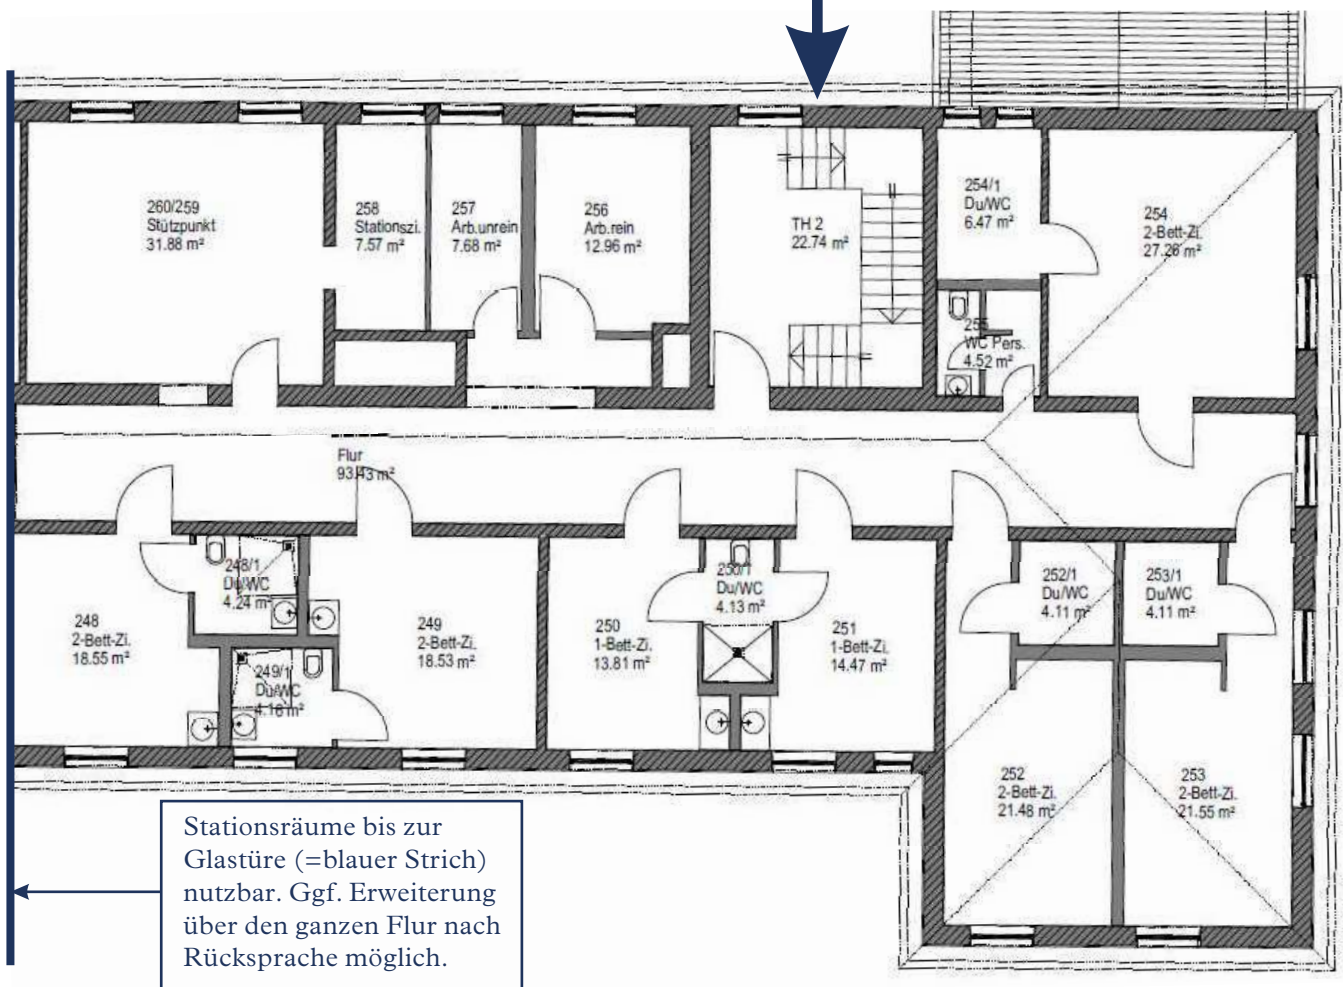 260/259
Stützpunkt
31.88 m²
258
Stationszi.
7.57 m²
257
Arb.unrein
7.68 m²
256
Arb.rein
12.96 m²
TH 2
22.74 m²
254/1
Du/WC
6.47 m²
254
2-Bett-Zi.
27.26 m²
255
WC Pers.
4.52 m²
Flur
93.43 m²
248
2-Bett-Zi.
18.55 m²
248/1
Du/WC
4.24 m²
249/1
Du/WC
4.18 m²
249
2-Bett-Zi.
18.53 m²
250
1-Bett-Zi.
13.81 m²
250/1
Du/WC
4.13 m²
251
1-Bett-Zi.
14.47 m²
252/1
Du/WC
4.11 m²
253/1
Du/WC
4.11 m²
252
2-Bett-Zi.
21.48 m²
253
2-Bett-Zi.
21.55 m²
Stationsräume bis zur
Glastüre (=blauer Strich)
nutzbar. Ggf. Erweiterung
über den ganzen Flur nach
Rücksprache möglich.